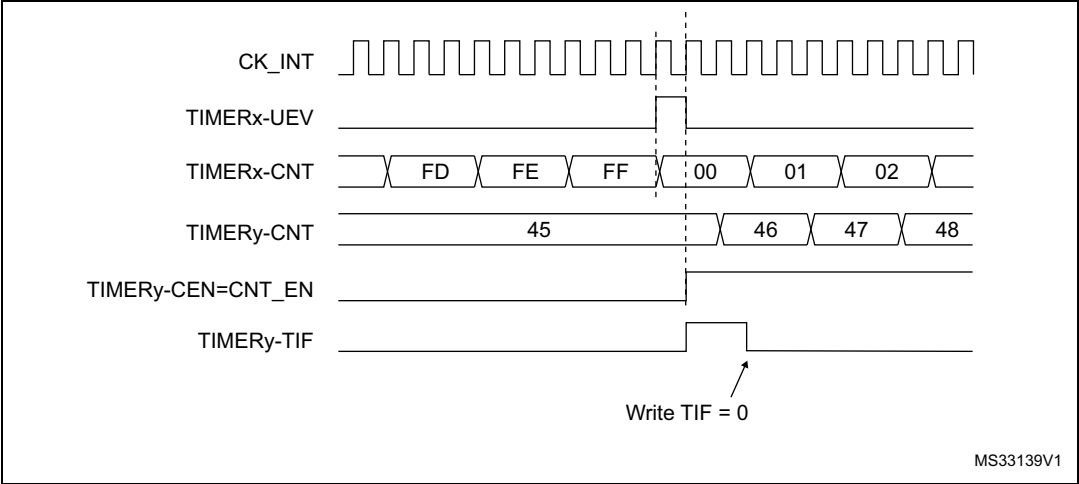 CK_INT
TIMERx-UEV
TIMERx-CNT FD FE FF 00 01 02
TIMERy-CNT 45 46 47 48
TIMERy-CEN=CNT_EN
TIMERy-TIF
Write TIF = 0
MS33139V1